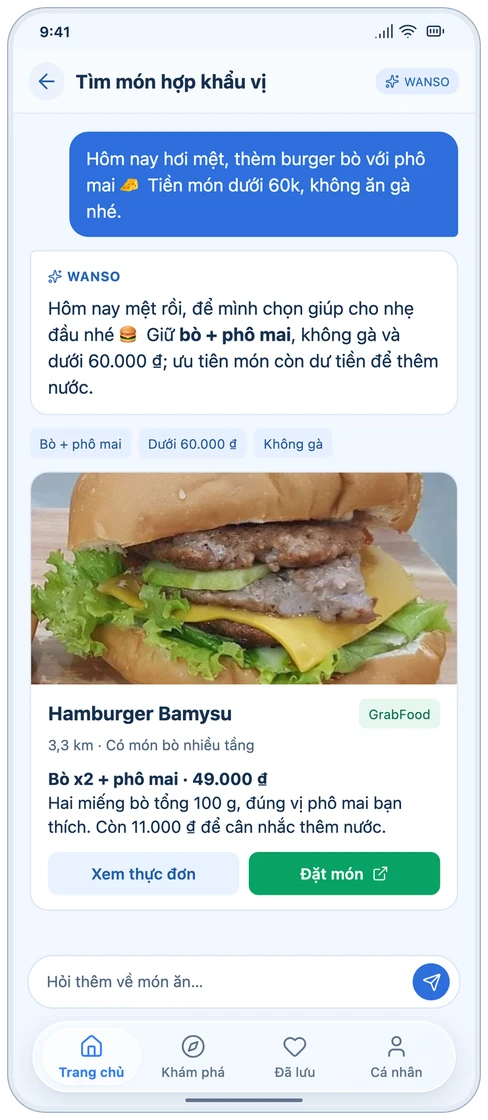 9:41
Tìm món hợp khẩu vị
WANSO
Hôm nay hơi mệt, thèm burger bò với phô
mai 🧀 Tiền món dưới 60k, không ăn gà
nhé.
WANSO
Hôm nay mệt rồi, để mình chọn giúp cho nhẹ
đầu nhé 🍔 Giữ bò + phô mai, không gà và
dưới 60.000 ₫; ưu tiên món còn dư tiền để thêm
nước.
Bò + phô mai
Dưới 60.000 ₫
Không gà
Hamburger Bamysu
GrabFood
3,3 km · Có món bò nhiều tầng
Bò x2 + phô mai · 49.000 ₫
Hai miếng bò tổng 100 g, đúng vị phô mai bạn
thích. Còn 11.000 ₫ để cân nhắc thêm nước.
Xem thực đơn
Đặt món
Hỏi thêm về món ăn...
Trang chủ
Khám phá
Đã lưu
Cá nhân